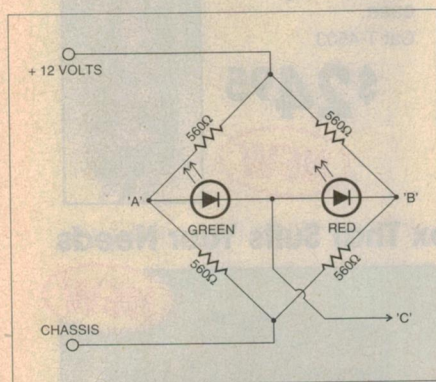 + 12 VOLTS
560Ω
560Ω
'A'
'B'
GREEN
RED
560Ω
560Ω
CHASSIS
'C'